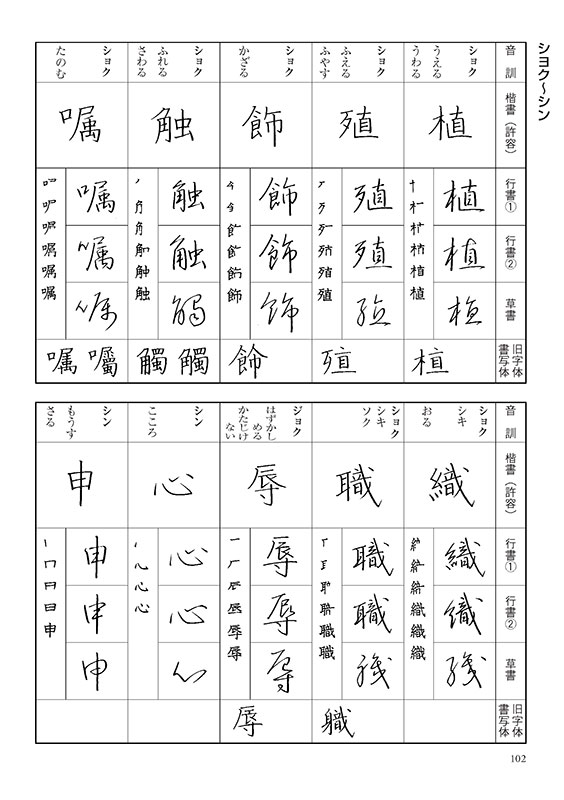 ショク〜シン
音訓
楷書（許容）
行書①
行書②
草書
旧字体
書写体
ショク
うえる
うわる
植
植
植
植
植
ショク
ふえる
ふやす
殖
殖
殖
殖
殖
ショク
かざる
飾
飾
飾
飾
飾
ショク
ふれる
さわる
触
触
触
触
触
觸 觸
ショク
たのむ
嘱
嘱
嘱
嘱
嘱
囑 嘱
音訓
楷書（許容）
行書①
行書②
草書
旧字体
書写体
ショク
シキ
おる
織
織
織
織
織
ショク
シキ
ソク
職
職
職
職
職
軄
ジョク
はずかし
める
かたじけ
ない
辱
辱
辱
辱
辱
辱
シン
こころ
心
心
心
心
心
シン
もうす
さる
申
申
申
申
申
102